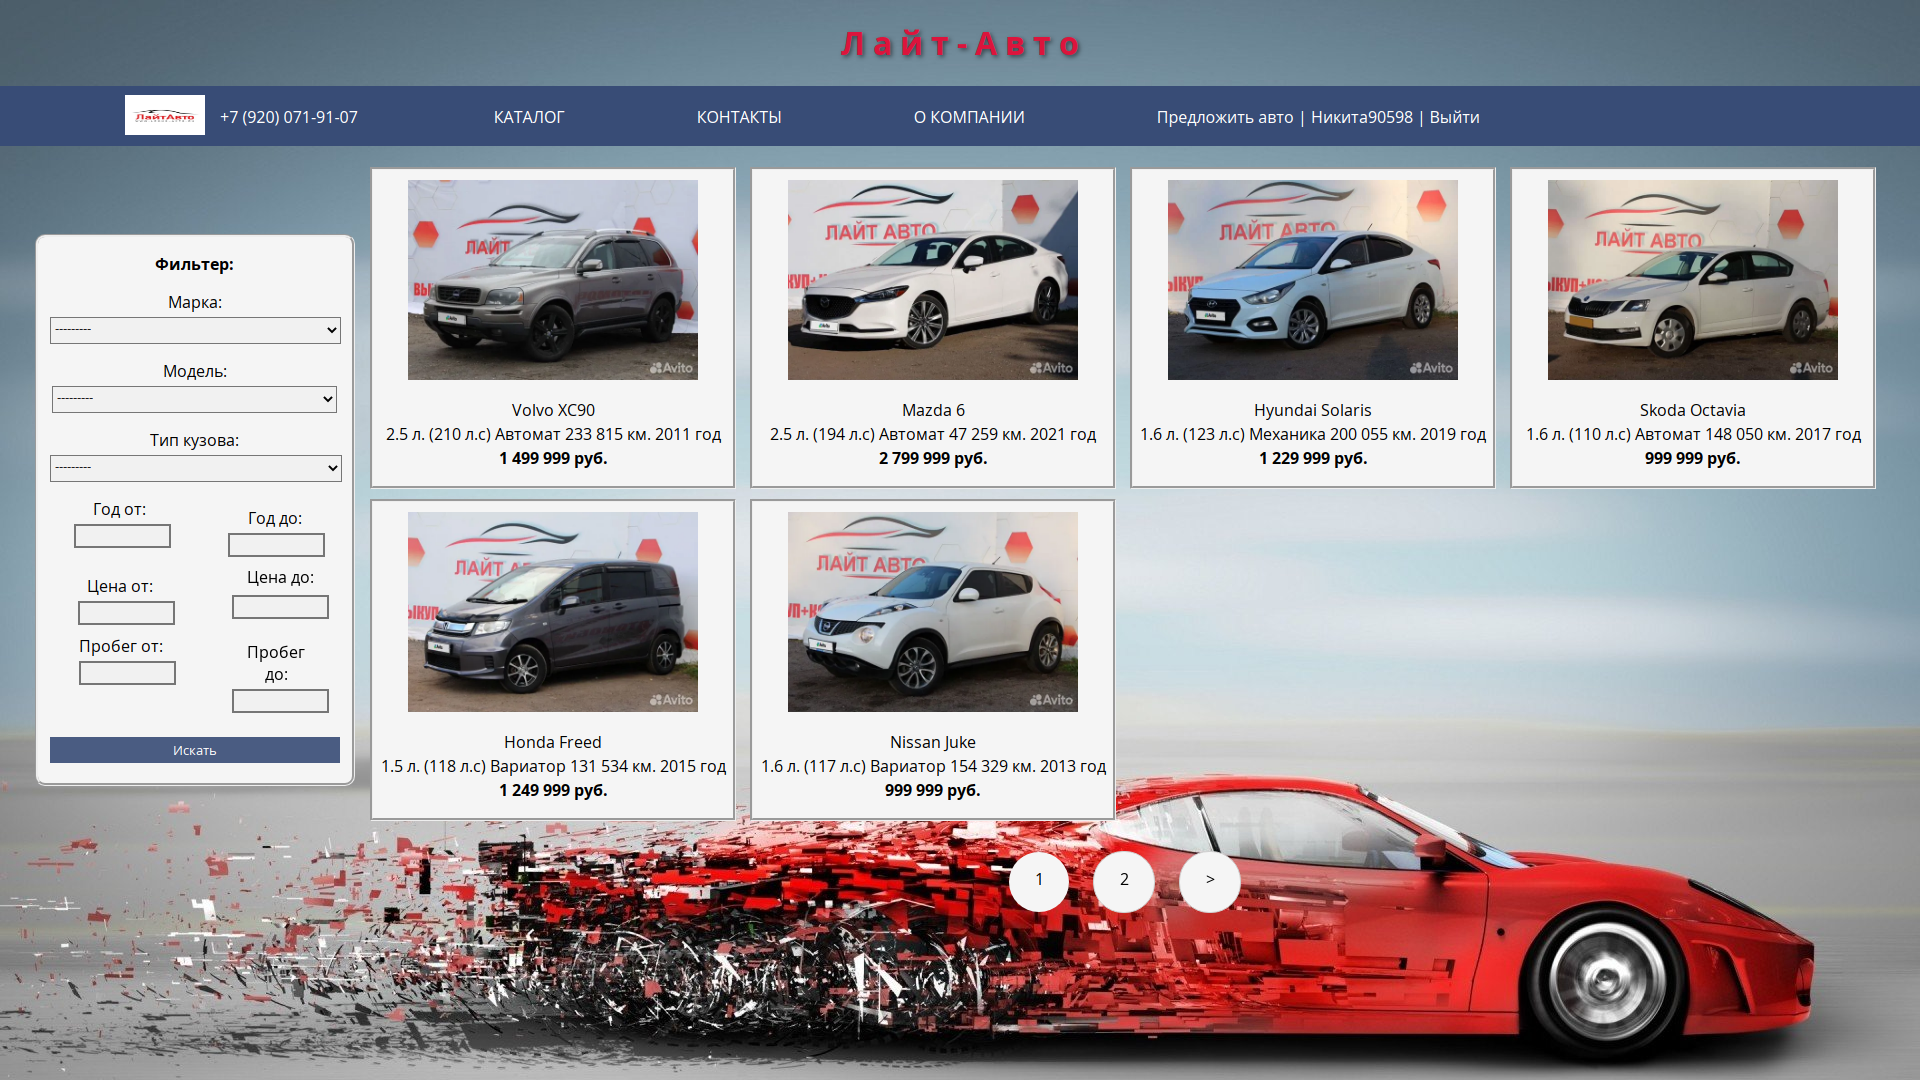 Лайт-Авто
ЛайтАвто
+7 (920) 071-91-07
КАТАЛОГ
КОНТАКТЫ
О КОМПАНИИ
Предложить авто | Никита90598 | Выйти
Фильтер:
Марка:
---------
Модель:
---------
Тип кузова:
---------
Год от:
Год до:
Цена от:
Цена до:
Пробег от:
Пробег
до:
Искать
ЛАЙТ
ВЫ
Avito
Volvo XC90
2.5 л. (210 л.с) Автомат 233 815 км. 2011 год
1 499 999 руб.
ЛАЙТ АВТО
Avito
Mazda 6
2.5 л. (194 л.с) Автомат 47 259 км. 2021 год
2 799 999 руб.
ЛАЙТ АВТО
Avito
Hyundai Solaris
1.6 л. (123 л.с) Механика 200 055 км. 2019 год
1 229 999 руб.
ЛАЙТ АВТО
Avito
Skoda Octavia
1.6 л. (110 л.с) Автомат 148 050 км. 2017 год
999 999 руб.
ЛАЙТ А
Avito
Honda Freed
1.5 л. (118 л.с) Вариатор 131 534 км. 2015 год
1 249 999 руб.
ЛАЙТ АВТО
Avito
Nissan Juke
1.6 л. (117 л.с) Вариатор 154 329 км. 2013 год
999 999 руб.
1
2
>